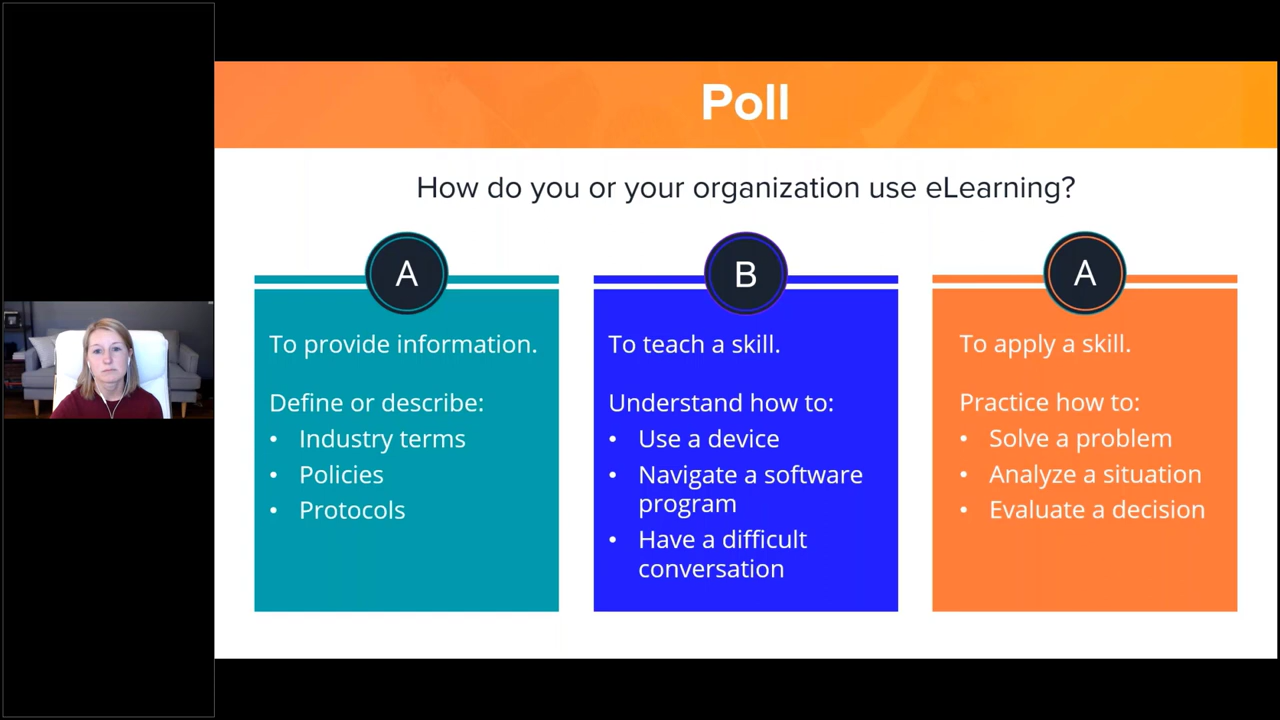 Poll
How do you or your organization use eLearning?
A
To provide information.
Define or describe:
• Industry terms
• Policies
• Protocols
B
To teach a skill.
Understand how to:
• Use a device
• Navigate a software
program
• Have a difficult
conversation
A
To apply a skill.
Practice how to:
• Solve a problem
• Analyze a situation
• Evaluate a decision